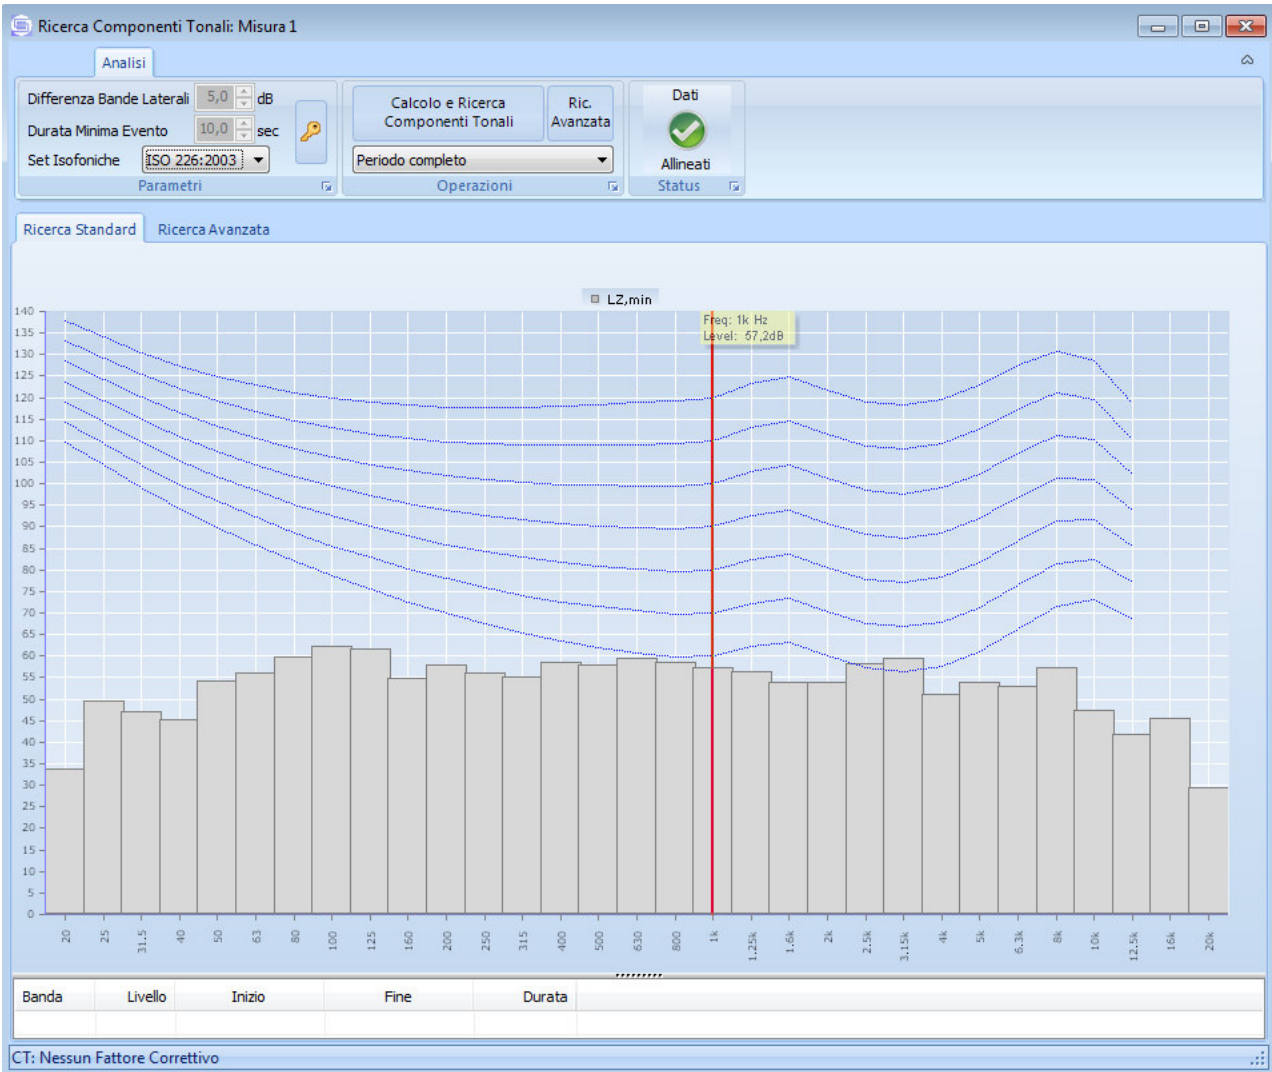 Ricerca Componenti Tonali: Misura 1
Analisi
Differenza Bande Laterali 5,0 dB
Durata Minima Evento 10,0 sec
Set Isofoniche ISO 226:2003
Parametri
Calcolo e Ricerca
Componenti Tonali
Ric.
Avanzata
Periodo completo
Operazioni
Dati
Allineati
Status
Ricerca Standard Ricerca Avanzata
LZ,min
Freq: 1k Hz
Level: 57,2dB
140
135
130
125
120
115
110
105
100
95
90
85
80
75
70
65
60
55
50
45
40
35
30
25
20
15
10
5
0
20 25 31.5 40 50 63 80 100 125 160 200 250 315 400 500 630 800 1k 1.25k 1.6k 2k 2.5k 3.15k 4k 5k 6.3k 8k 10k 12.5k 16k 20k
Banda Livello Inizio Fine Durata
CT: Nessun Fattore Correttivo